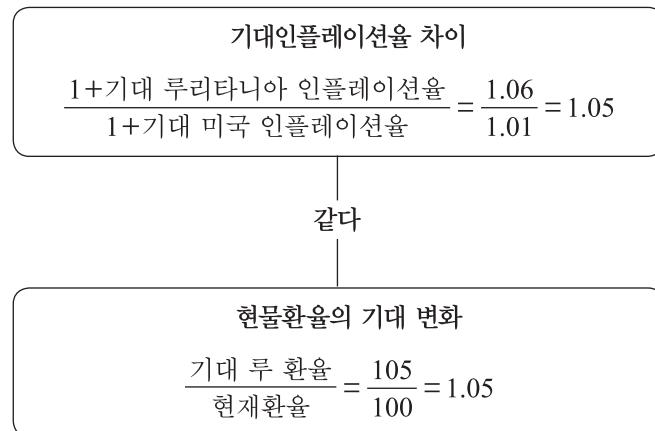 기대인플레이션율 차이
1+기대 루리타니아 인플레이션율 / 1+기대 미국 인플레이션율 = 1.06 / 1.01 = 1.05
같다
현물환율의 기대 변화
기대 루 환율 / 현재환율 = 105 / 100 = 1.05